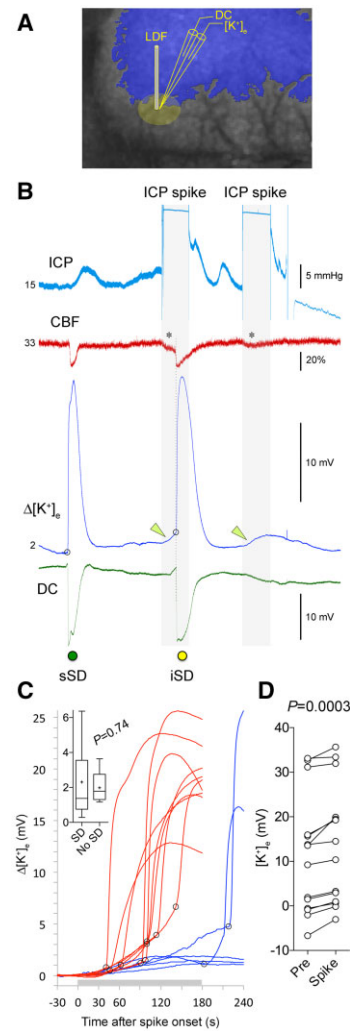 A
LDF
DC
[K⁺]e
B
ICP spike ICP spike
ICP
15
5 mmHg
CBF
33
*
*
20%
10 mV
Δ[K⁺]e
2
DC
10 mV
sSD
iSD
C
Δ[K⁺]e (mV)
25
20
15
10
5
0
6
4
2
0
P=0.74
SD
No SD
-30 0 30 60 90 120 150 180 210 240
Time after spike onset (s)
D
P=0.0003
[K⁺]e (mV)
40
30
20
10
0
-10
Pre
Spike